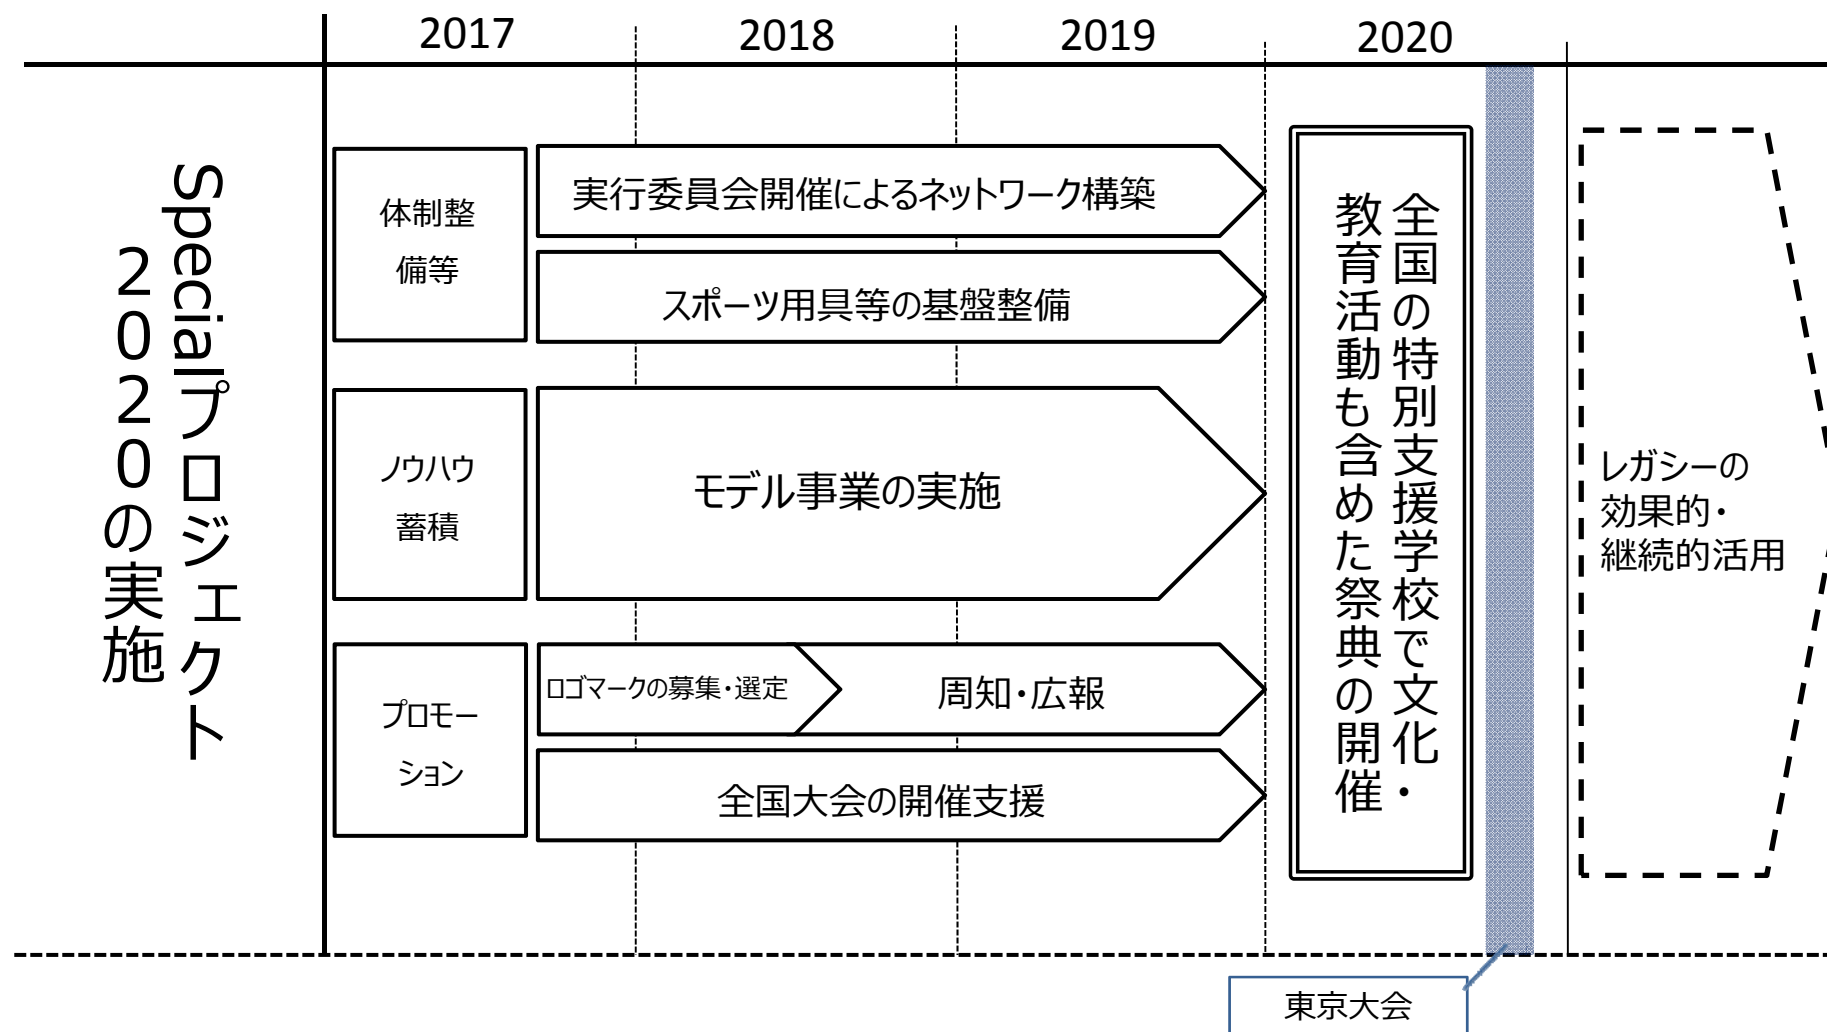 2017
2018
2019
2020
Specialプロジェクト
2020の実施
体制整
備等
実行委員会開催によるネットワーク構築
スポーツ用具等の基盤整備
ノウハウ
蓄積
モデル事業の実施
プロモー
ション
ロゴマークの募集・選定
周知・広報
全国大会の開催支援
全国の特別支援学校で文化・
教育活動も含めた祭典の開催
レガシーの
効果的・
継続的活用
東京大会